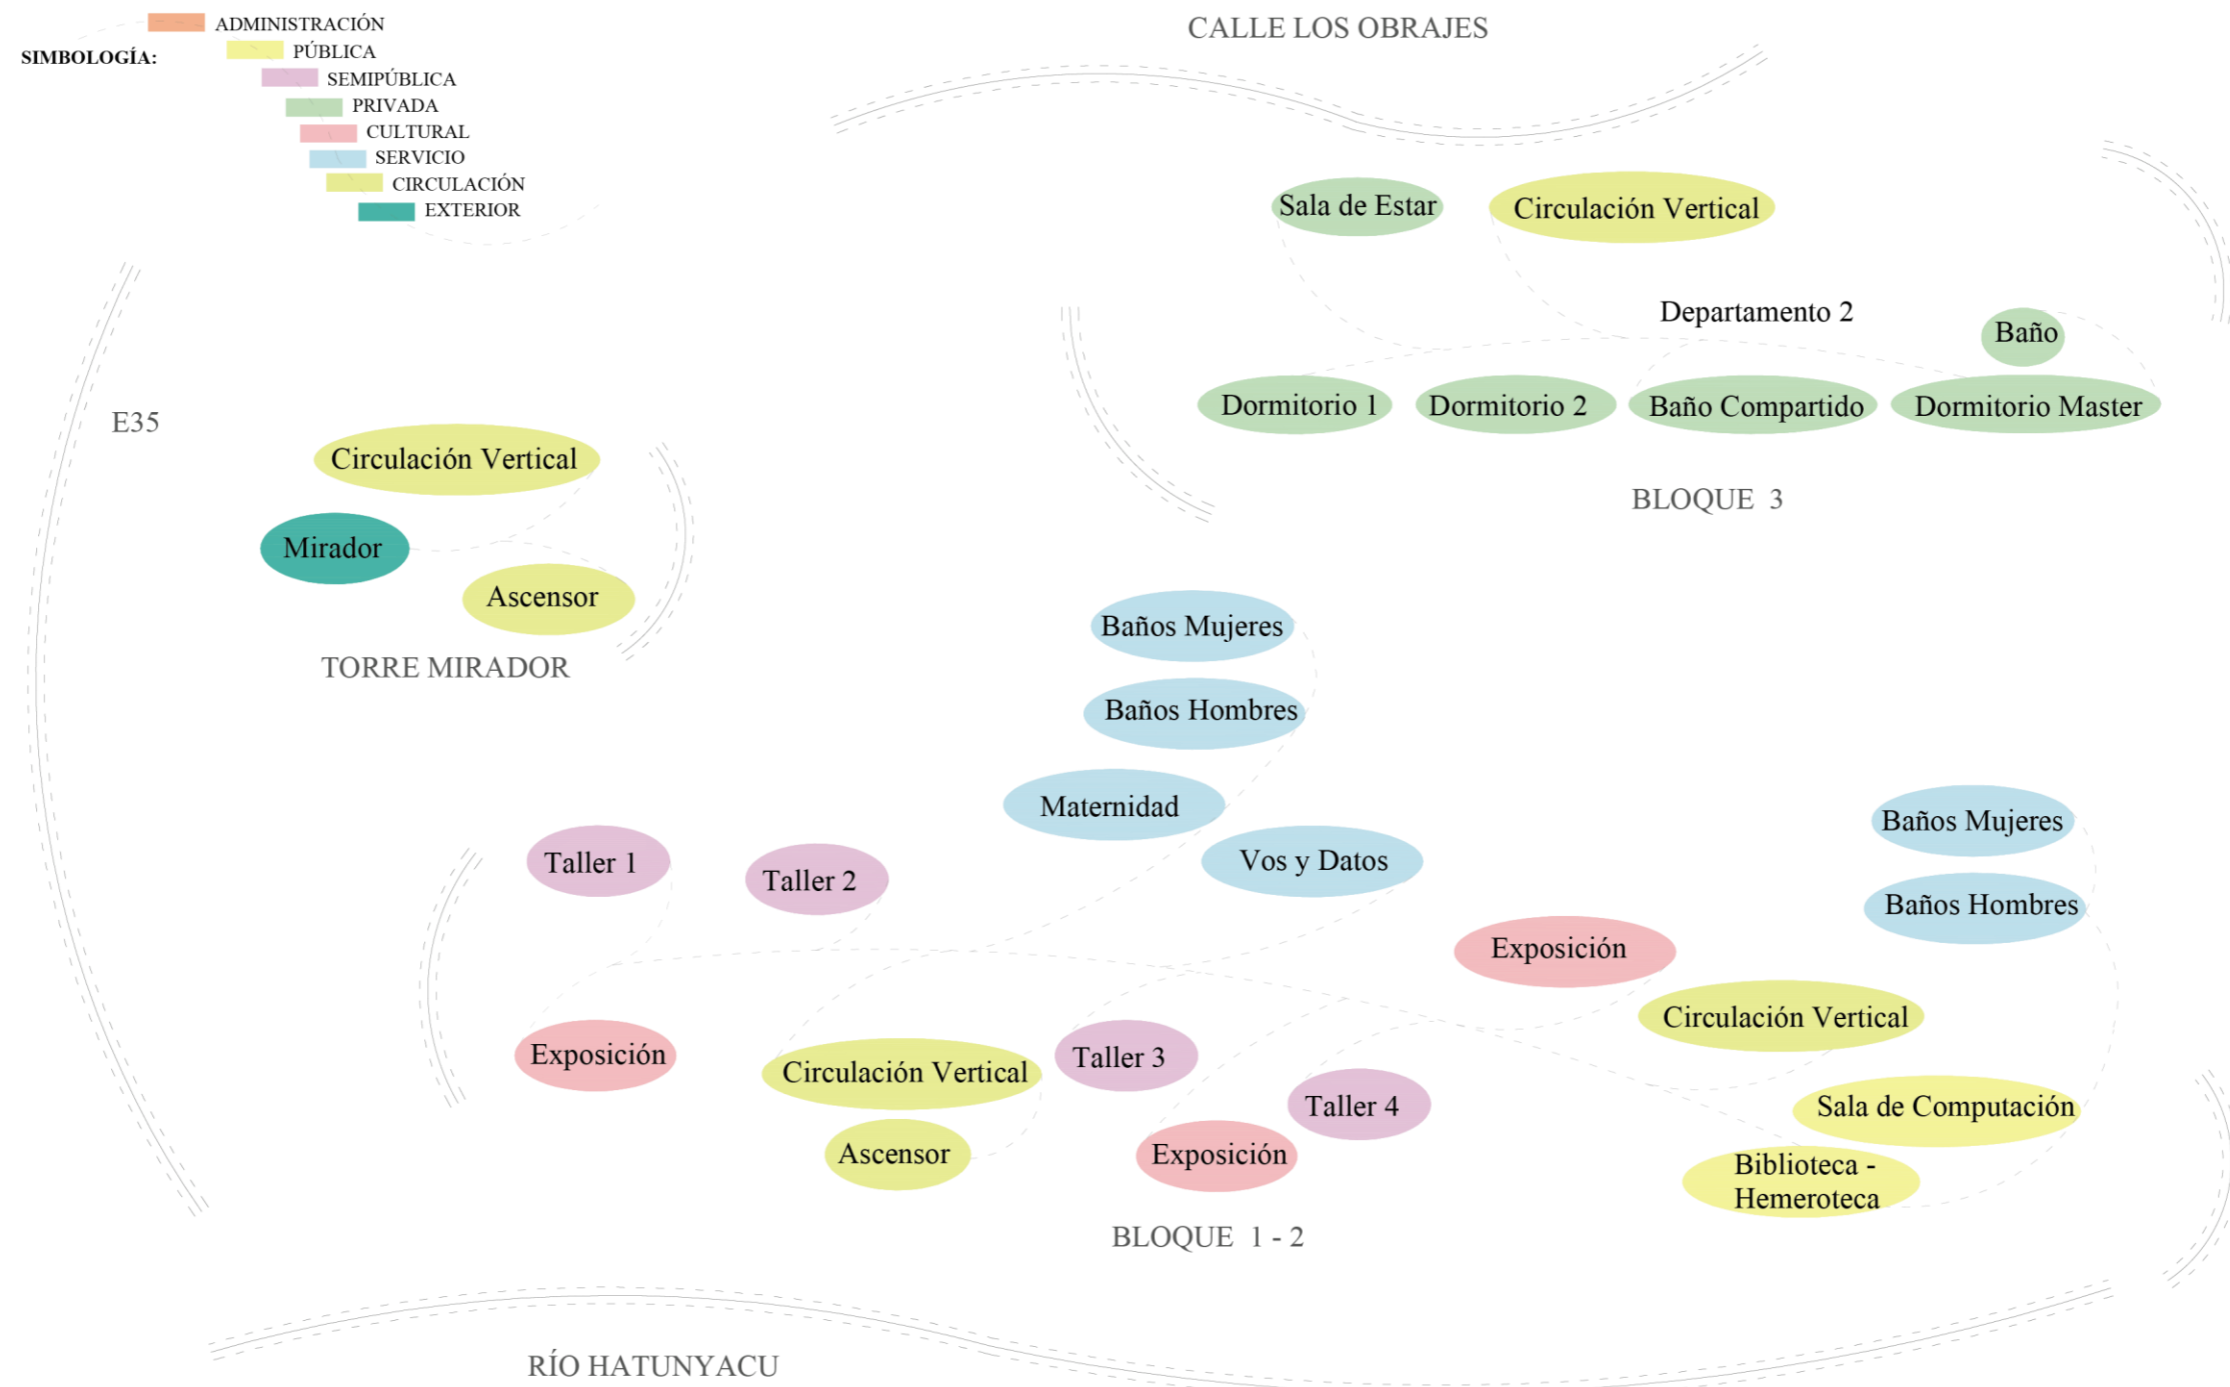 SIMBOLOGÍA:
ADMINISTRACIÓN
PÚBLICA
SEMIPÚBLICA
PRIVADA
CULTURAL
SERVICIO
CIRCULACIÓN
EXTERIOR
CALLE LOS OBRAJES
Sala de Estar
Circulación Vertical
Departamento 2
Baño
Dormitorio 1
Dormitorio 2
Baño Compartido
Dormitorio Master
BLOQUE 3
E35
Circulación Vertical
Mirador
Ascensor
TORRE MIRADOR
Baños Mujeres
Baños Hombres
Maternidad
Vos y Datos
Taller 1
Taller 2
Exposición
Baños Mujeres
Baños Hombres
Circulación Vertical
Exposición
Circulación Vertical
Ascensor
Taller 3
Taller 4
Exposición
Sala de Computación
Biblioteca -
Hemeroteca
BLOQUE 1 - 2
RÍO HATUNYACU